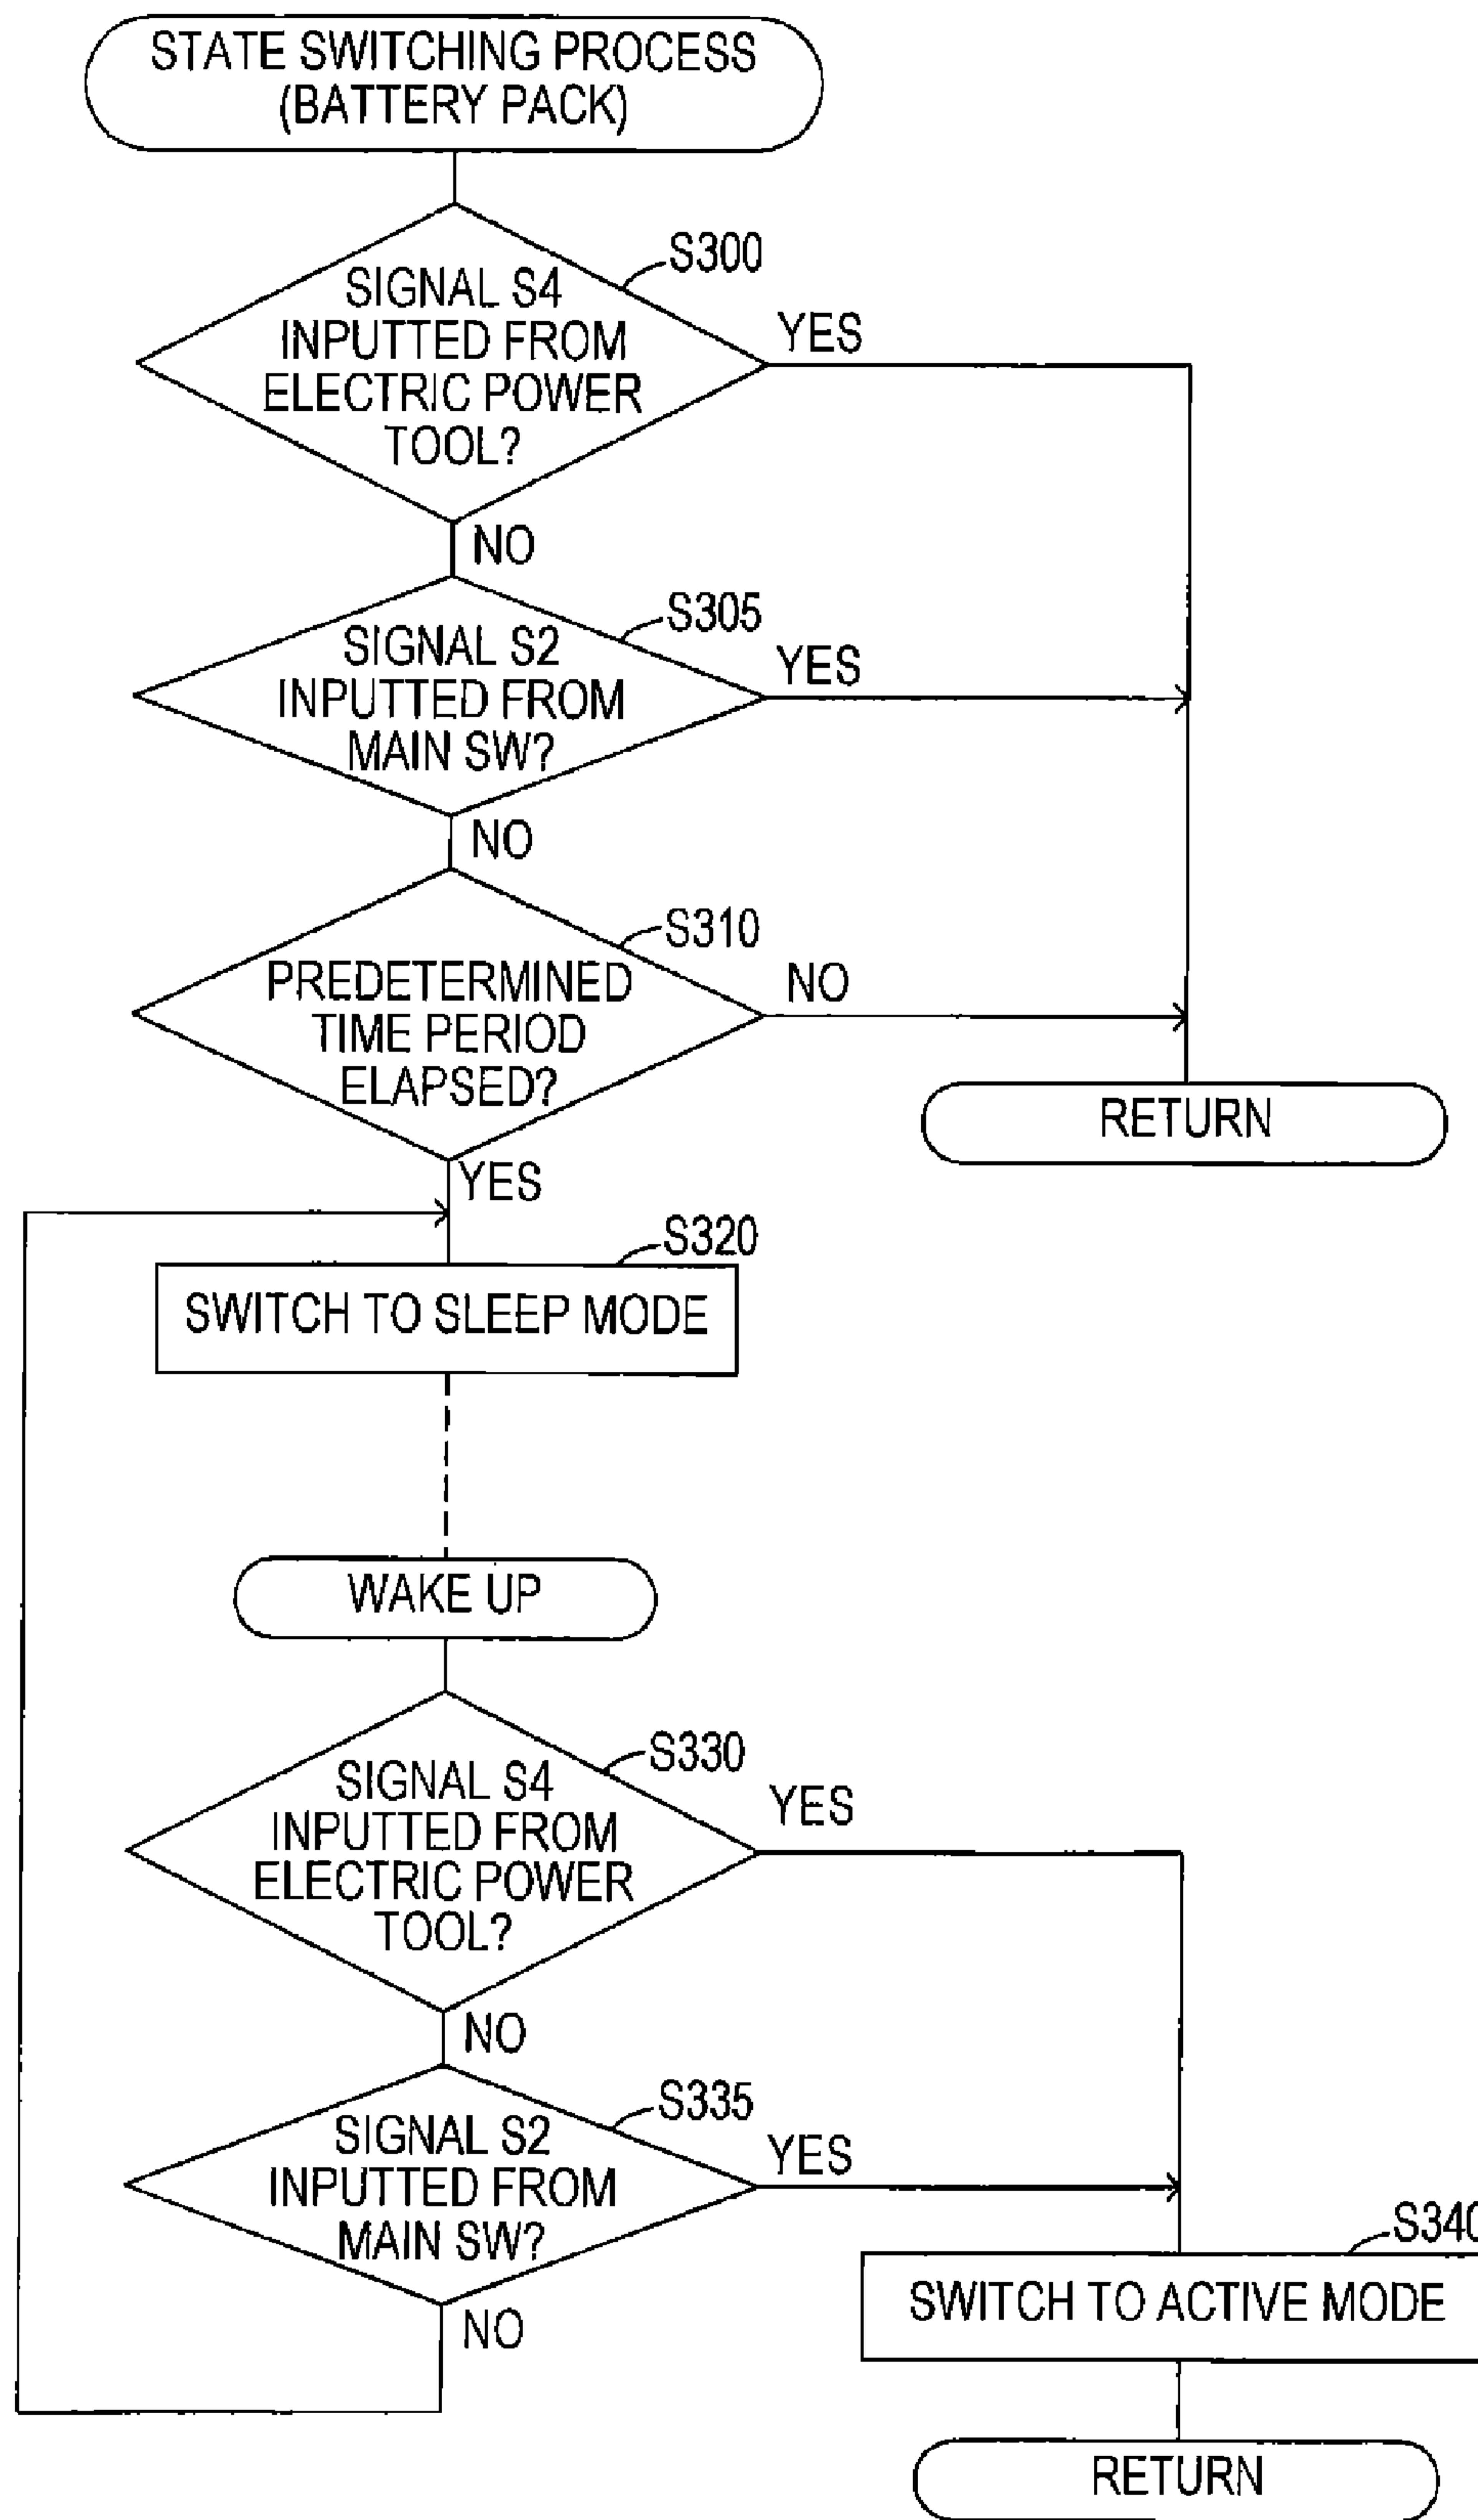 STATE SWITCHING PROCESS
(BATTERY PACK)
S300
SIGNAL S4
INPUTTED FROM
ELECTRIC POWER
TOOL?
YES
NO
S305
SIGNAL S2
INPUTTED FROM
MAIN SW?
YES
NO
S310
PREDETERMINED
TIME PERIOD
ELAPSED?
NO
RETURN
YES
S320
SWITCH TO SLEEP MODE
WAKE UP
S330
SIGNAL S4
INPUTTED FROM
ELECTRIC POWER
TOOL?
YES
NO
S335
SIGNAL S2
INPUTTED FROM
MAIN SW?
YES
NO
S340
SWITCH TO ACTIVE MODE
RETURN